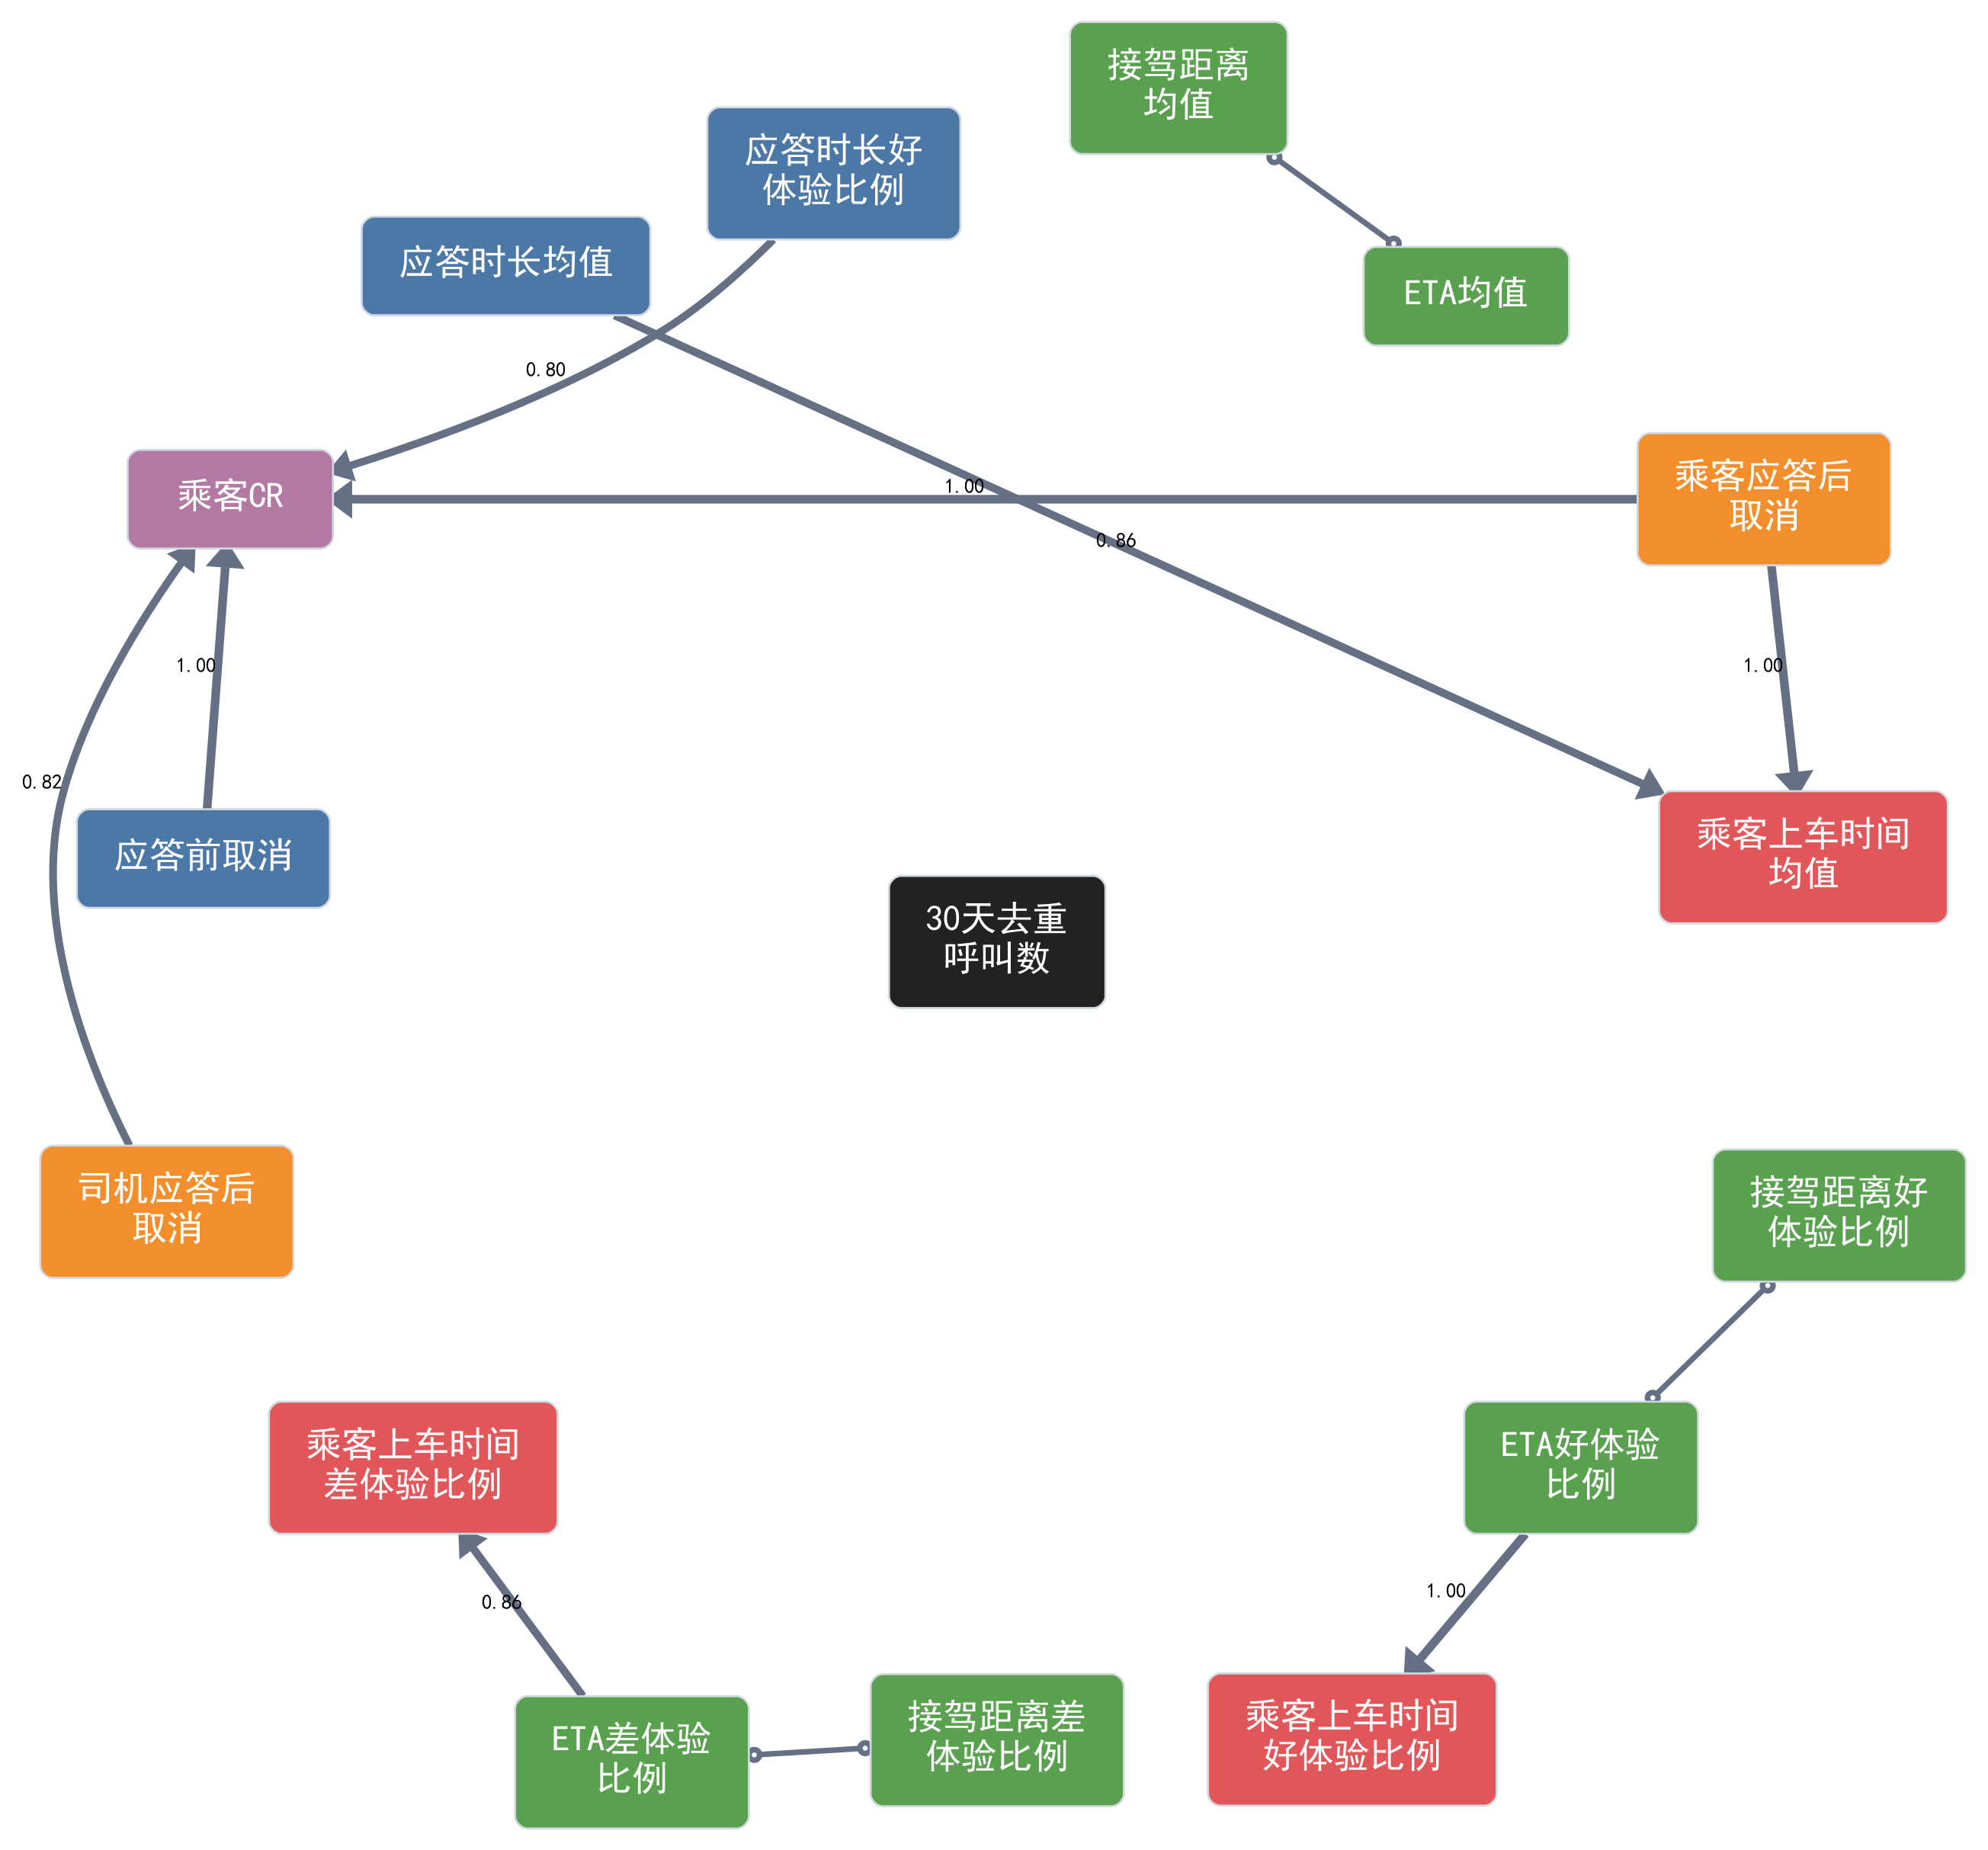 接驾距离
均值
应答时长好
体验比例
应答时长均值
ETA均值
0.80
乘客CR
1.00
乘客应答后
取消
0.86
1.00
1.00
0.82
应答前取消
乘客上车时间
均值
30天去重
呼叫数
司机应答后
取消
接驾距离好
体验比例
乘客上车时间
差体验比例
ETA好体验
比例
0.86
1.00
ETA差体验
比例
接驾距离差
体验比例
乘客上车时间
好体验比例